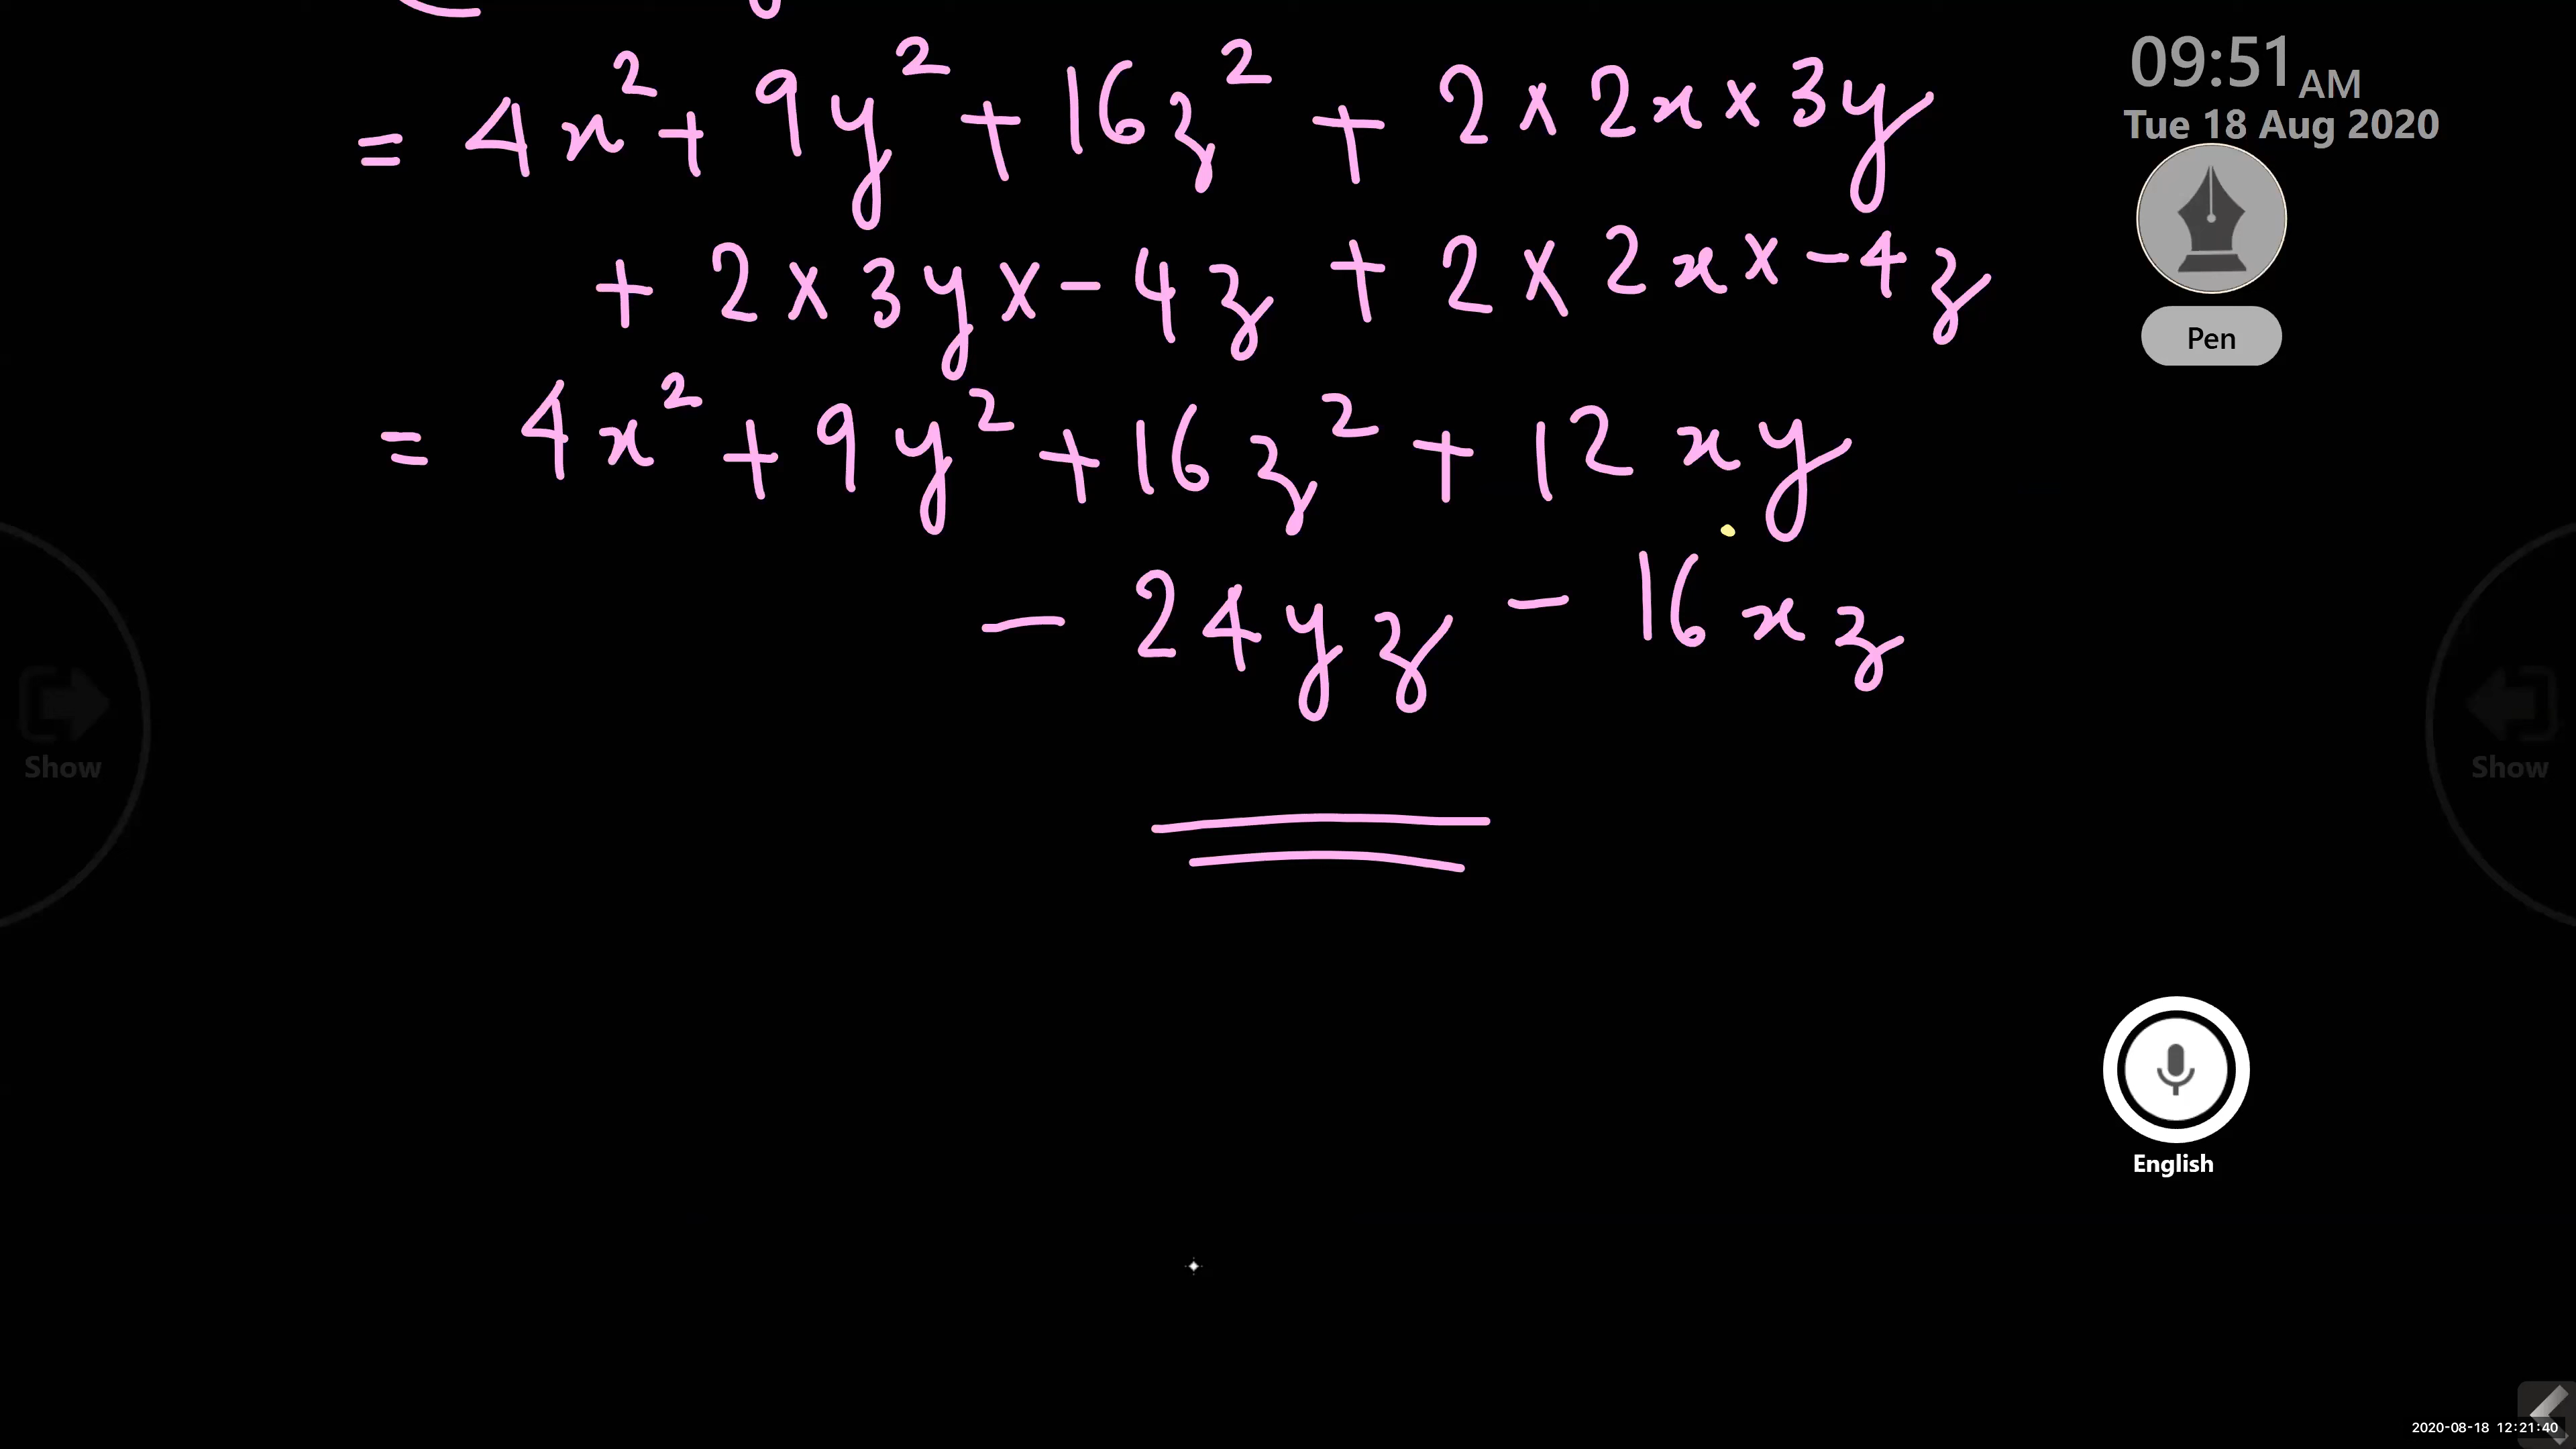 = 4x² + 9y² + 16z² + 2 × 2x × 3y
+ 2 × 3y × - 4z + 2 × 2x × - 4z
= 4x² + 9y² + 16z² + 12xy
- 24yz - 16xz
09:51 AM
Tue 18 Aug 2020
Pen
Show
Show
English
2020-08-18 12:21:40